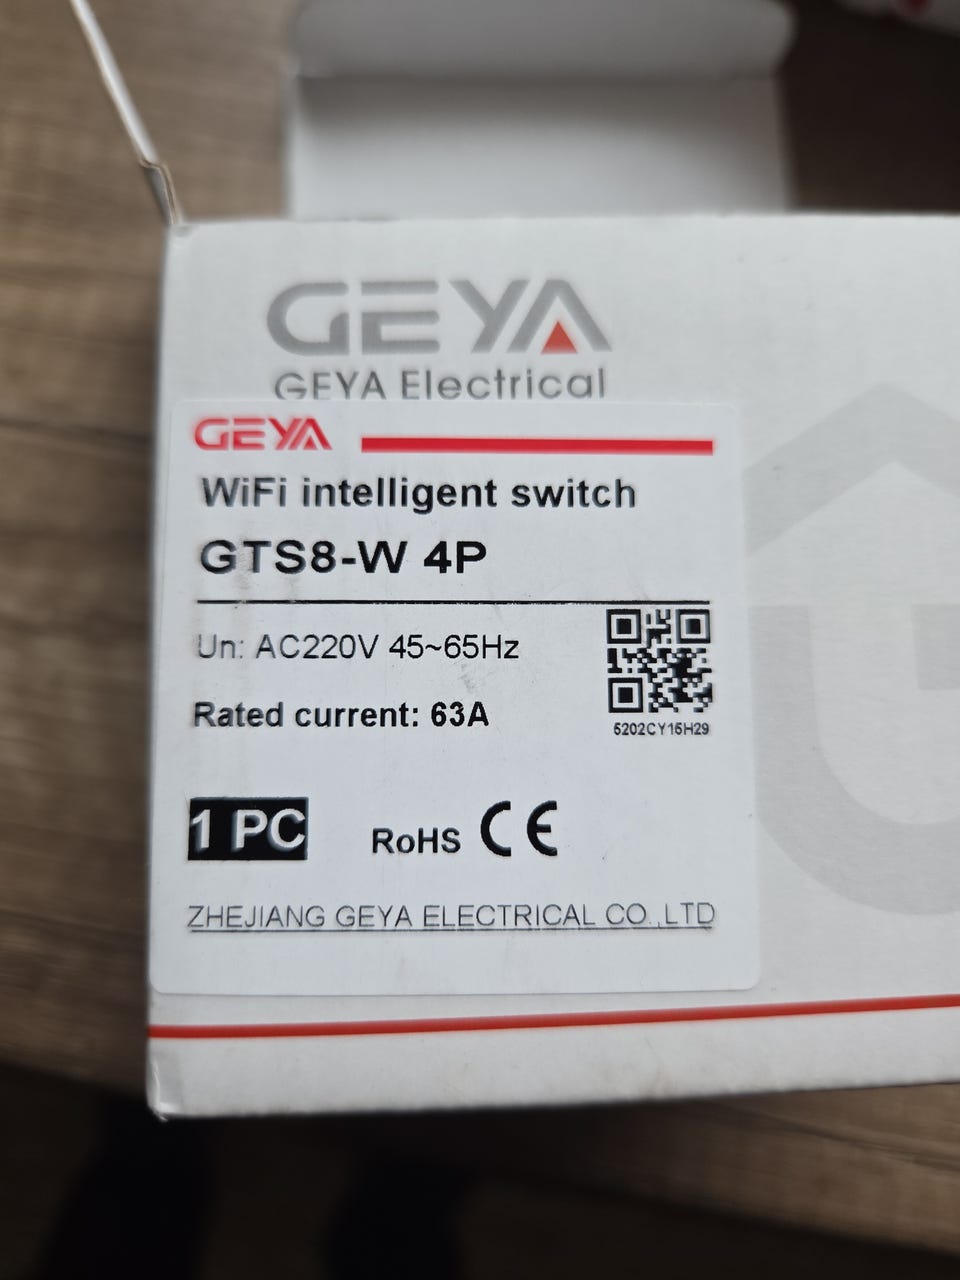 GEYA
GEYA Electrical
GEYA
WiFi intelligent switch
GTS8-W 4P
Un: AC220V 45~65Hz
Rated current: 63A
5202CY15H29
1 PC
RoHS CE
ZHEJIANG GEYA ELECTRICAL CO.,LTD